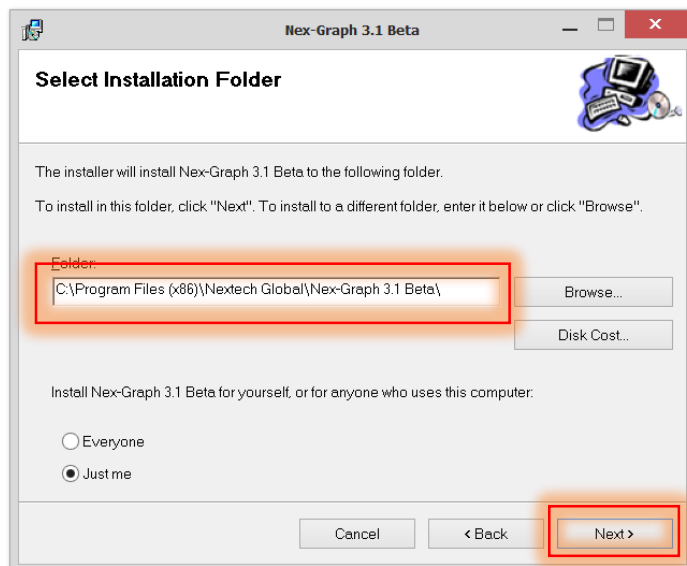 Nex-Graph 3.1 Beta
Select Installation Folder
The installer will install Nex-Graph 3.1 Beta to the following folder.
To install in this folder, click "Next". To install to a different folder, enter it below or click "Browse".
Folder:
C:\Program Files (x86)\Nextech Global\Nex-Graph 3.1 Beta\
Browse...
Disk Cost...
Install Nex-Graph 3.1 Beta for yourself, or for anyone who uses this computer:
Everyone
Just me
Cancel
< Back
Next >